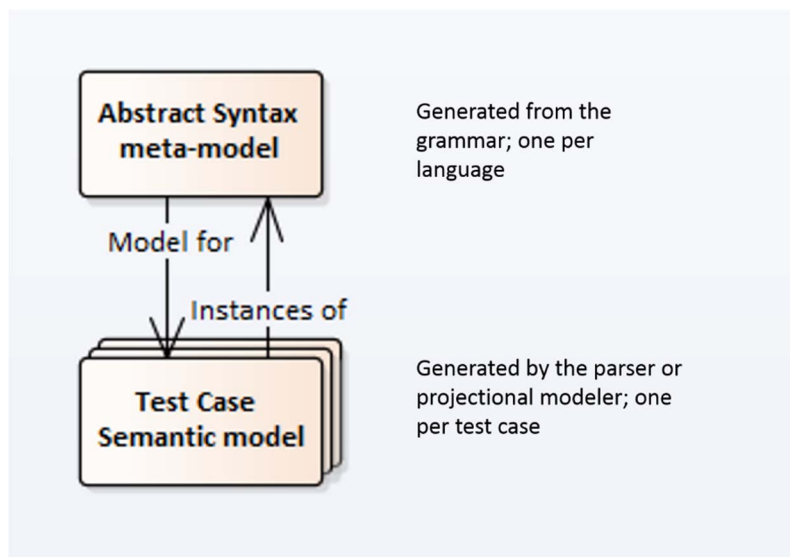 Abstract Syntax
meta-model
Generated from the
grammar; one per
language
Model for
Instances of
Test Case
Semantic model
Generated by the parser or
projectional modeler; one
per test case